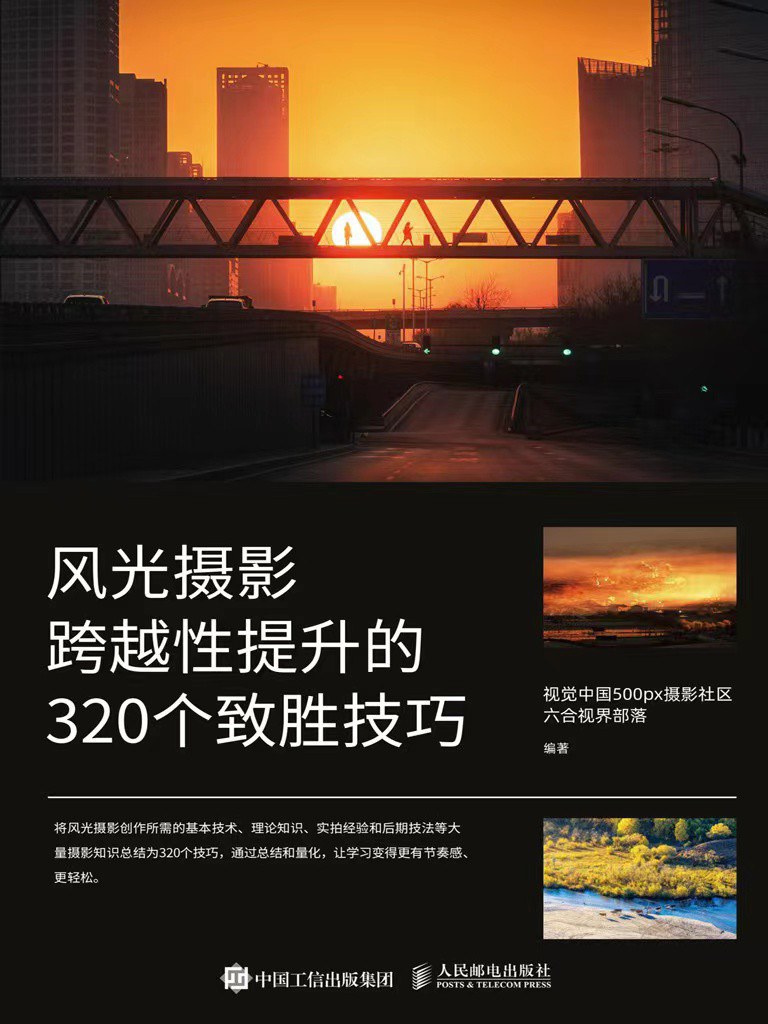 风光摄影
跨越性提升的
320个致胜技巧
视觉中国500px摄影社区
六合视界部落
编著
将风光摄影创作所需的基本技术、理论知识、实拍经验和后期技法等大
量摄影知识总结为320个技巧，通过总结和量化，让学习变得更有节奏感、
更轻松。
中国工信出版集团
人民邮电出版社
POSTS & TELECOM PRESS